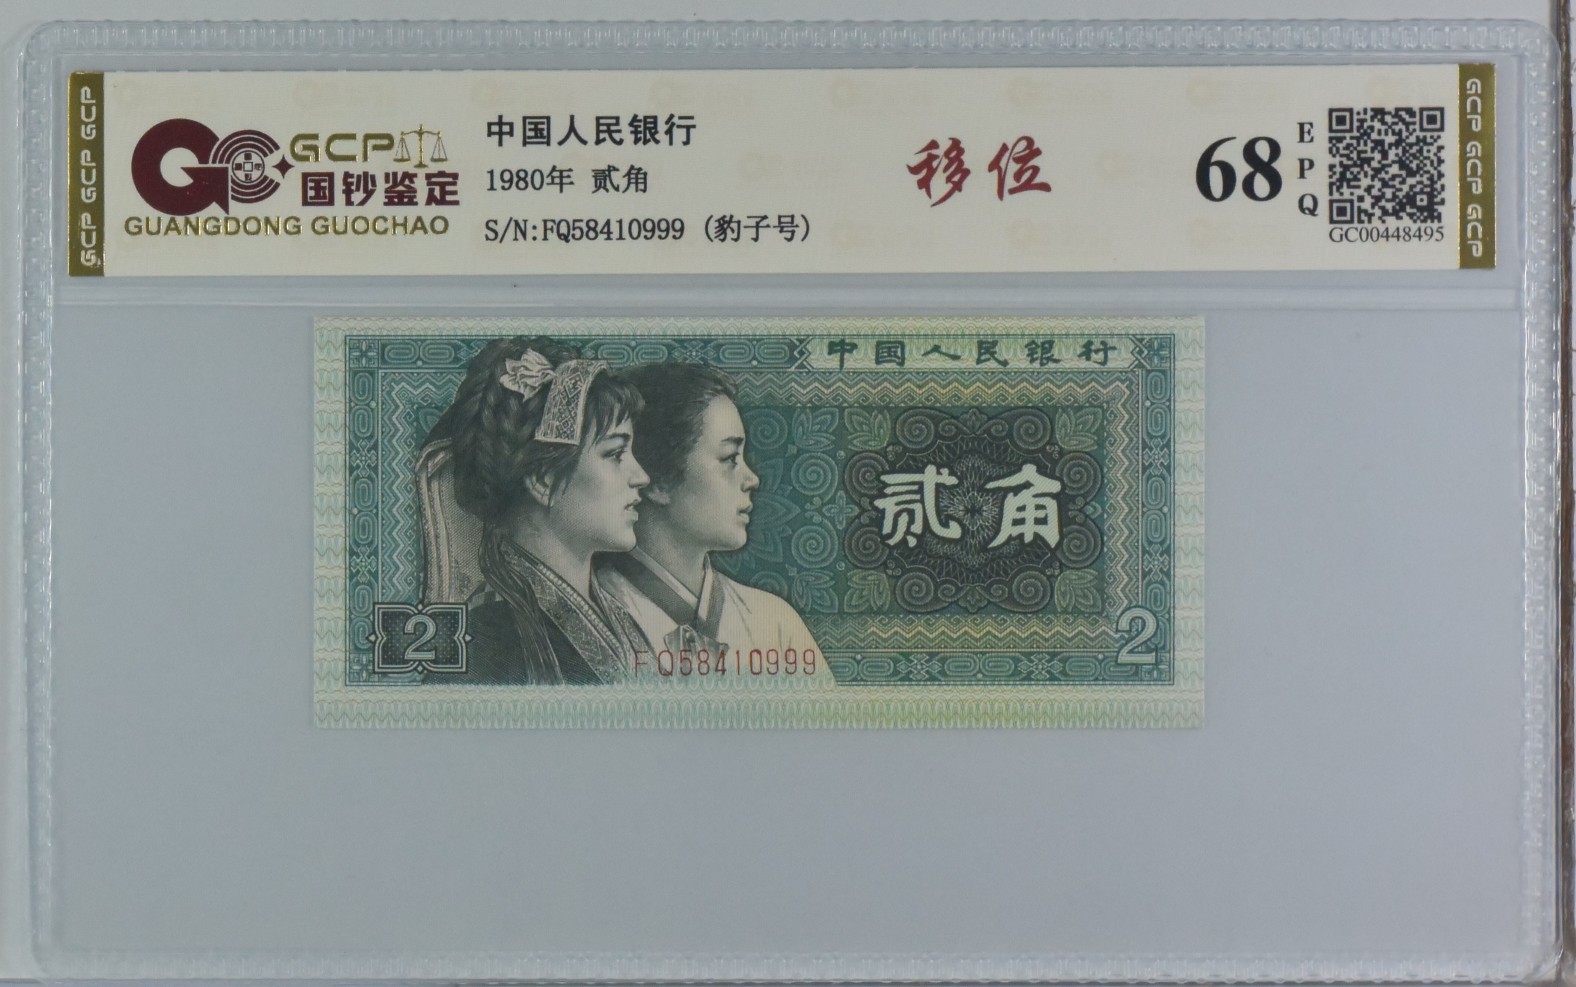 GCP GCP GCP
GCP
国钞鉴定
GUANGDONG GUOCHAO
中国人民银行
1980年 贰角
S/N:FQ58410999 (豹子号)
移位
68
EPQ
GC00448495
GCP GCP GCP
中国人民银行
贰角
2
2
FQ58410999